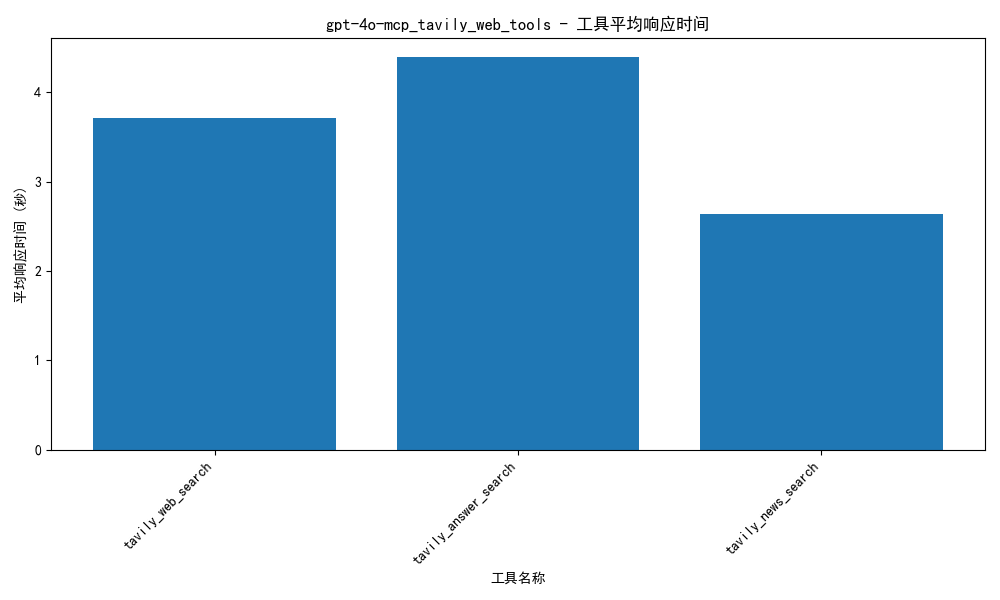 gpt-4o-mcp_tavily_web_tools - 工具平均响应时间
平均响应时间 (秒)
4
3
2
1
0
tavily_web_search
tavily_answer_search
tavily_news_search
工具名称